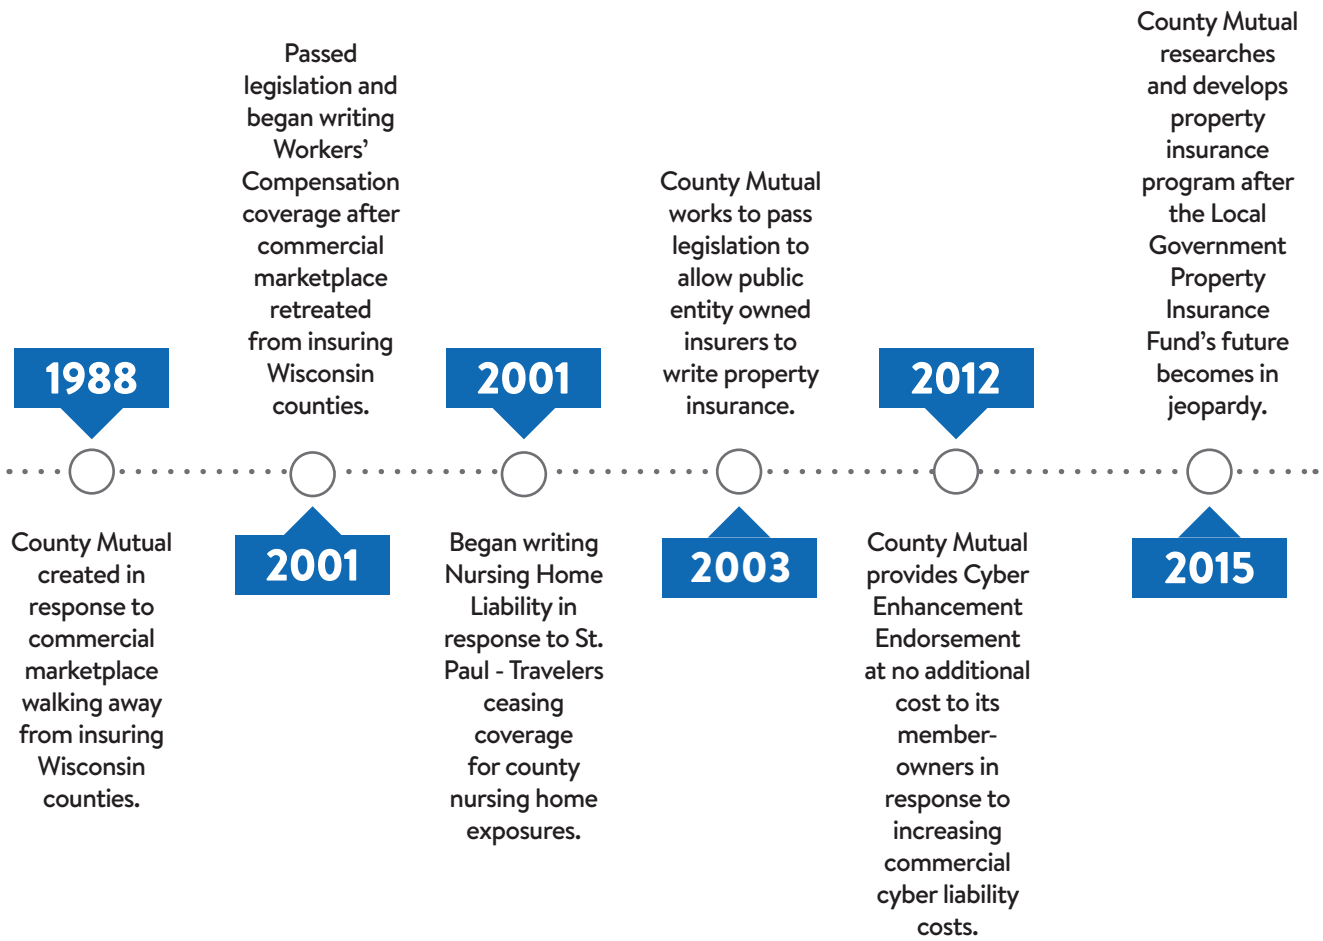 1988
County Mutual
created in
response to
commercial
marketplace
walking away
from insuring
Wisconsin
counties.
Passed
legislation and
began writing
Workers’
Compensation
coverage after
commercial
marketplace
retreated
from insuring
Wisconsin
counties.
2001
2001
Began writing
Nursing Home
Liability in
response to St.
Paul - Travelers
ceasing
coverage
for county
nursing home
exposures.
County Mutual
works to pass
legislation to
allow public
entity owned
insurers to
write property
insurance.
2003
2012
County Mutual
provides Cyber
Enhancement
Endorsement
at no additional
cost to its
member-
owners in
response to
increasing
commercial
cyber liability
costs.
County Mutual
researches
and develops
property
insurance
program after
the Local
Government
Property
Insurance
Fund’s future
becomes in
jeopardy.
2015